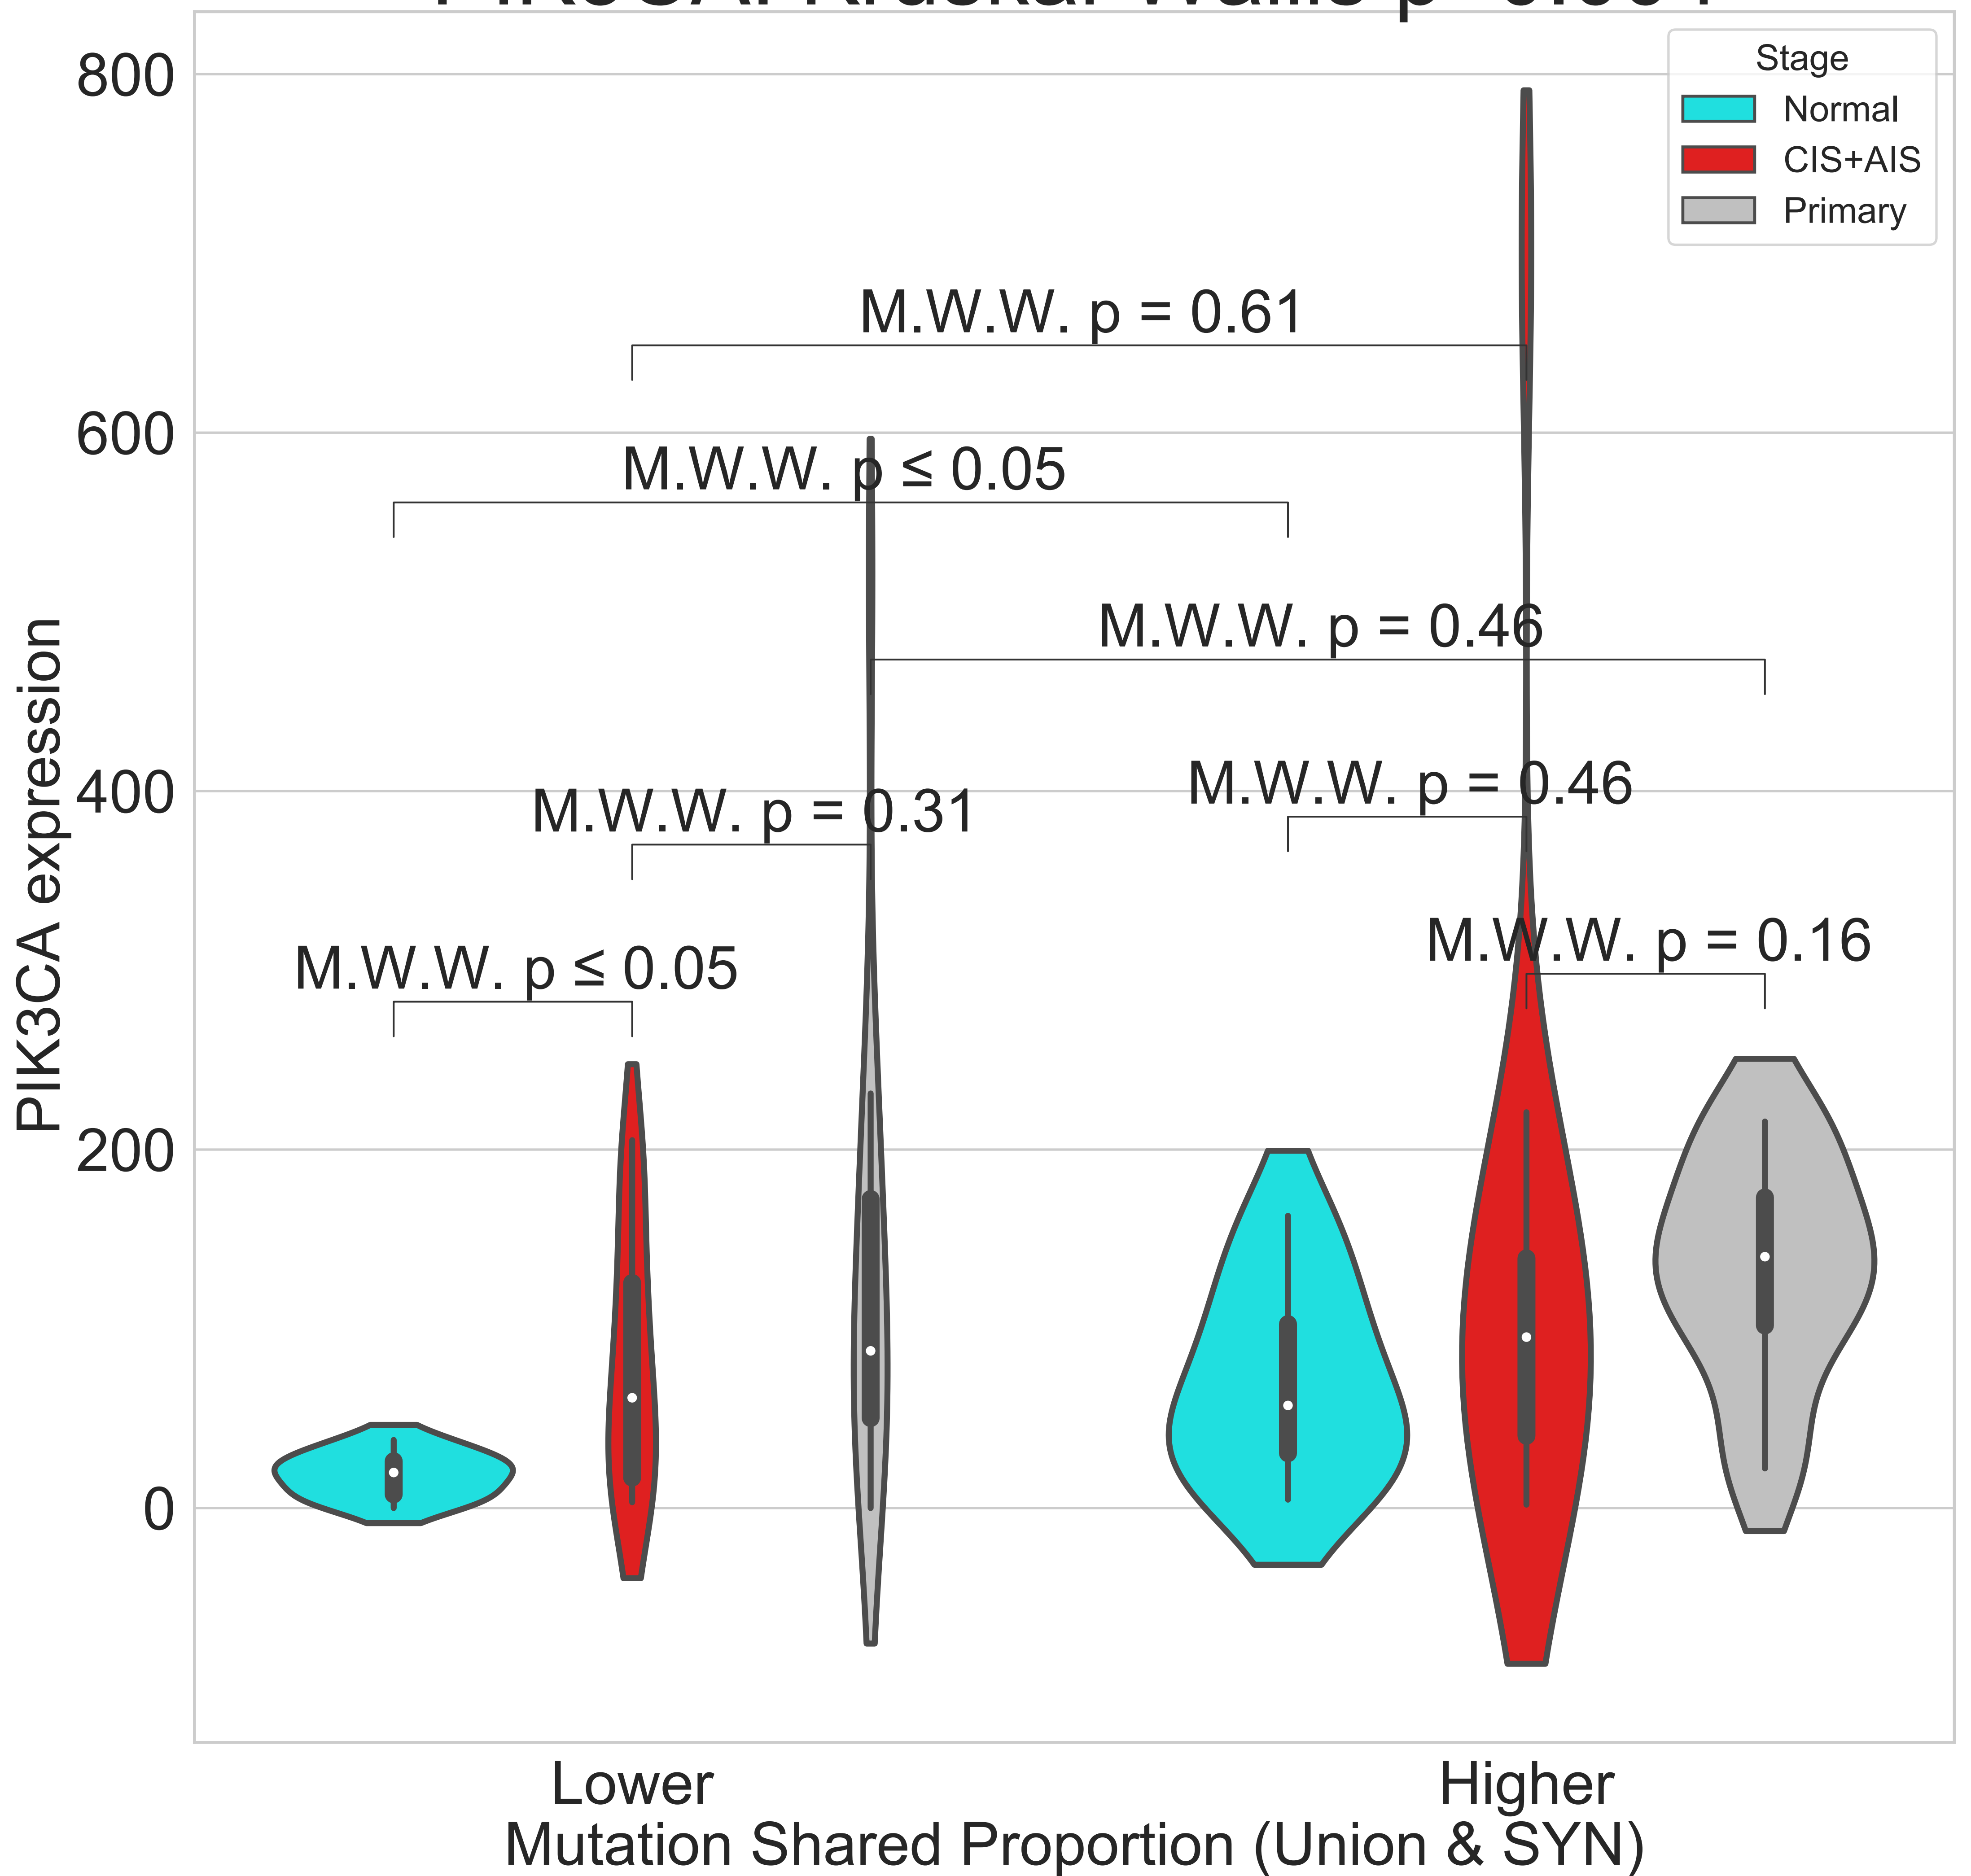 800
Stage
Normal
CIS+AIS
Primary
M.W.W. p = 0.61
600
M.W.W. p ≤ 0.05
M.W.W. p = 0.46
PIK3CA expression
400
M.W.W. p = 0.46
M.W.W. p = 0.31
M.W.W. p = 0.16
M.W.W. p ≤ 0.05
200
0
Lower
Higher
Mutation Shared Proportion (Union & SYN)